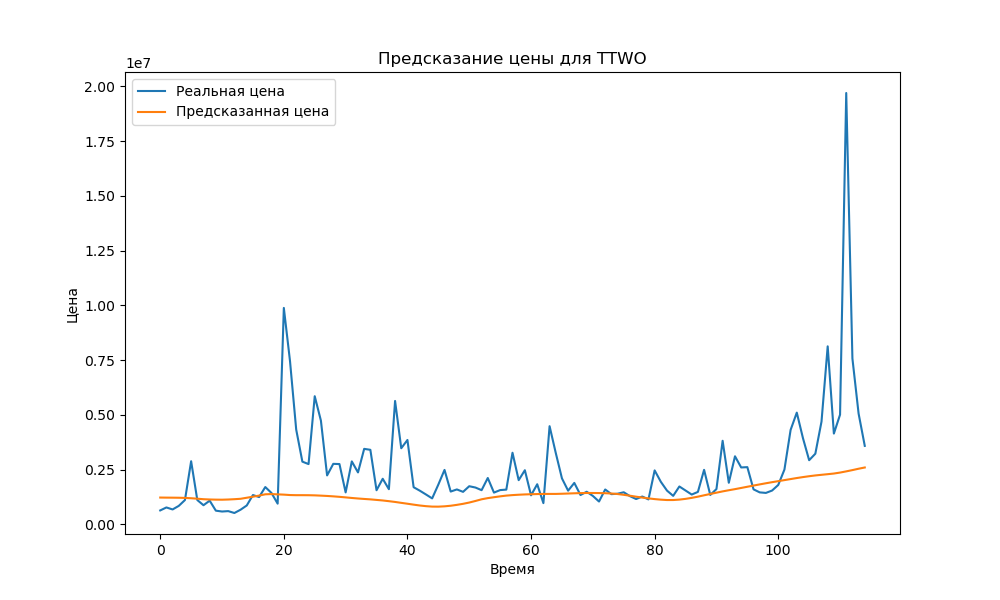 Предсказание цены для TTWO
1e7
Реальная цена
Предсказанная цена
2.00
1.75
1.50
1.25
1.00
0.75
0.50
0.25
0.00
Цена
0 20 40 60 80 100
Время